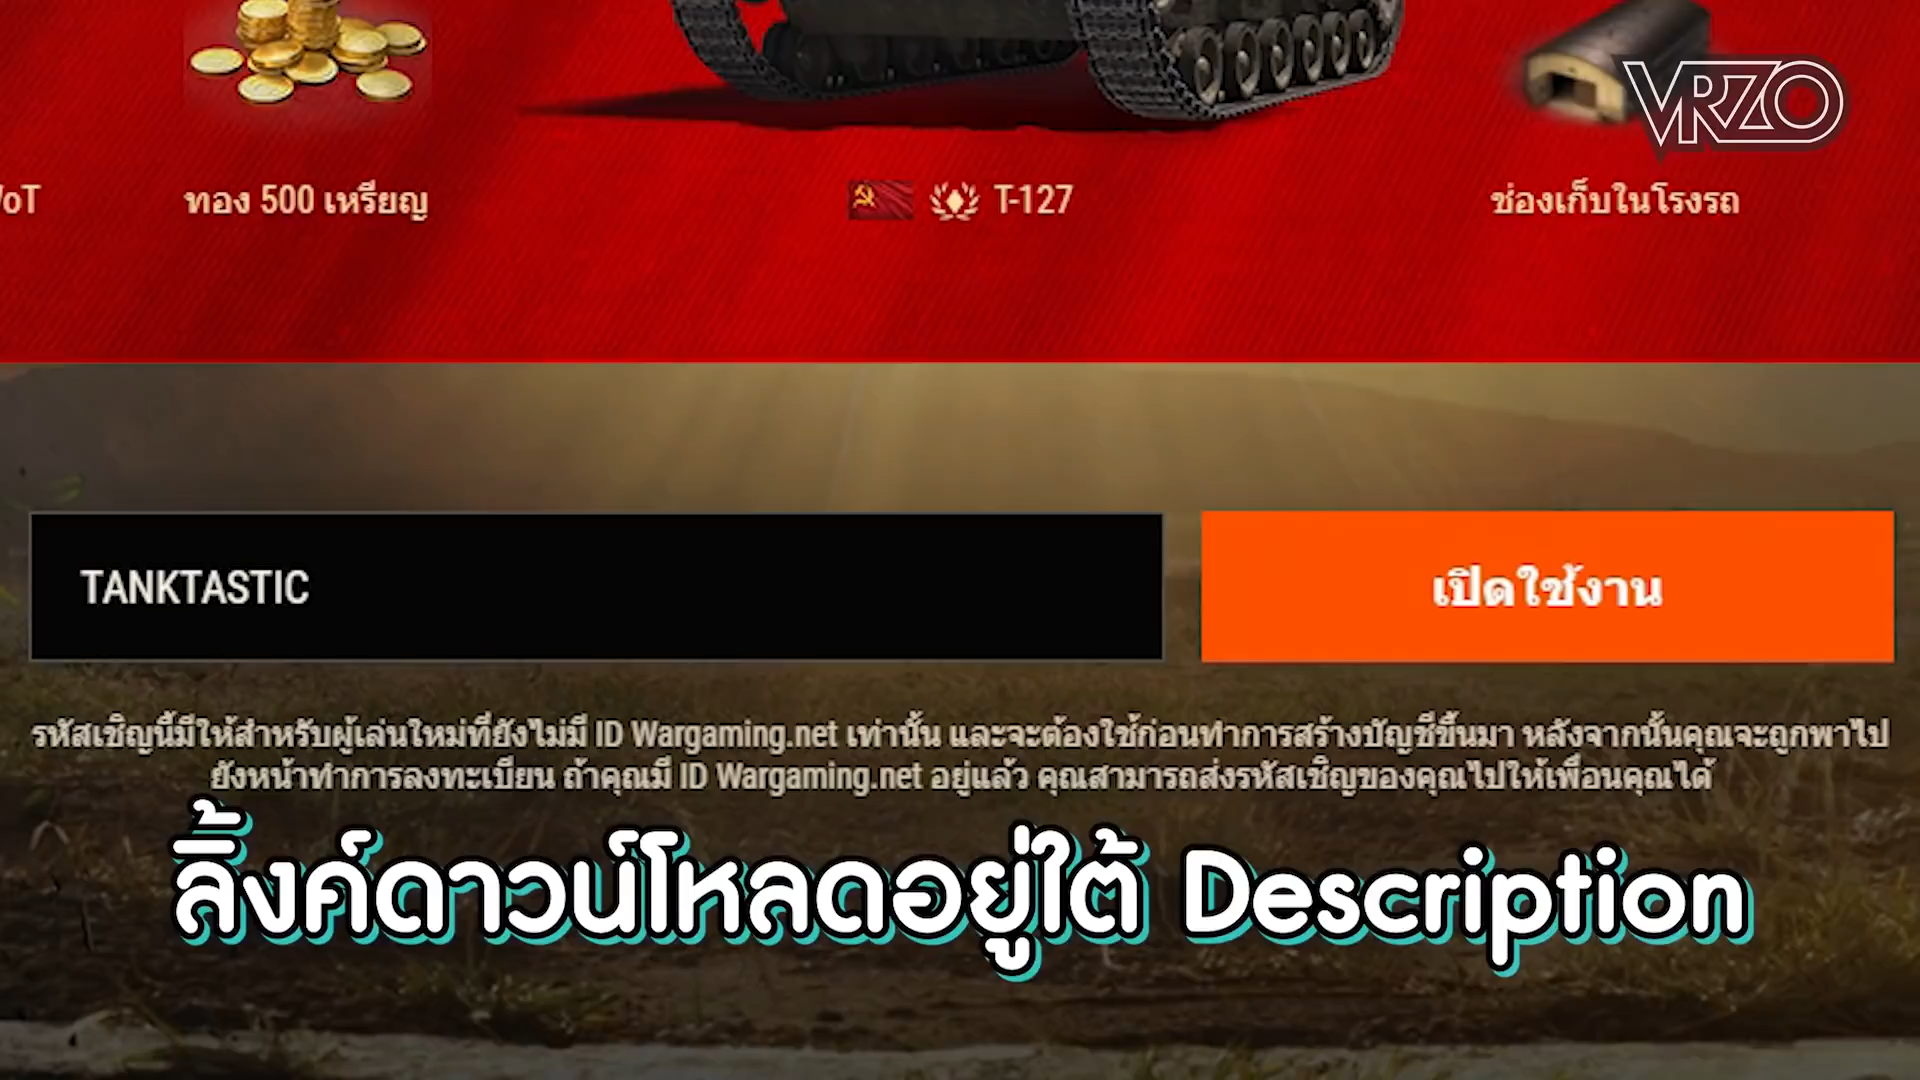 VRZO
WoT
ทอง 500 เหรียญ
T-127
ช่องเก็บในโรงรถ
TANKTASTIC
เปิดใช้งาน
รหัสเชิญนี้มีให้สำหรับผู้เล่นใหม่ที่ยังไม่มี ID Wargaming.net เท่านั้น และจะต้องใช้ก่อนทำการสร้างบัญชีขึ้นมา หลังจากนั้นคุณจะถูกพาไป
ยังหน้าทำการลงทะเบียน ถ้าคุณมี ID Wargaming.net อยู่แล้ว คุณสามารถส่งรหัสเชิญของคุณไปให้เพื่อนคุณได้
ลิ้งค์ดาวน์โหลดอยู่ใต้ Description